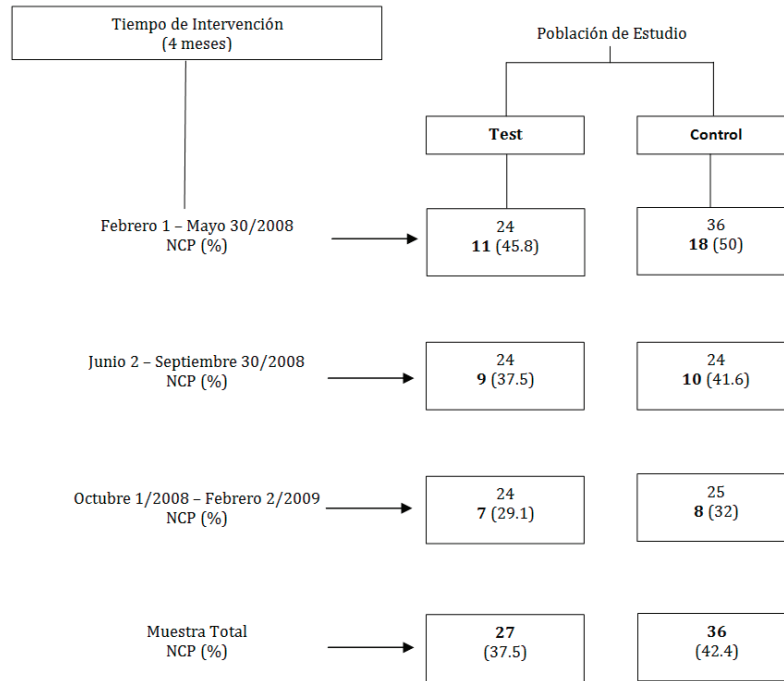 Tiempo de Intervención
(4 meses)
Población de Estudio
Test
Control
Febrero 1 – Mayo 30/2008
NCP (%)
24
11 (45.8)
36
18 (50)
Junio 2 – Septiembre 30/2008
NCP (%)
24
9 (37.5)
24
10 (41.6)
Octubre 1/2008 – Febrero 2/2009
NCP (%)
24
7 (29.1)
25
8 (32)
Muestra Total
NCP (%)
27
(37.5)
36
(42.4)